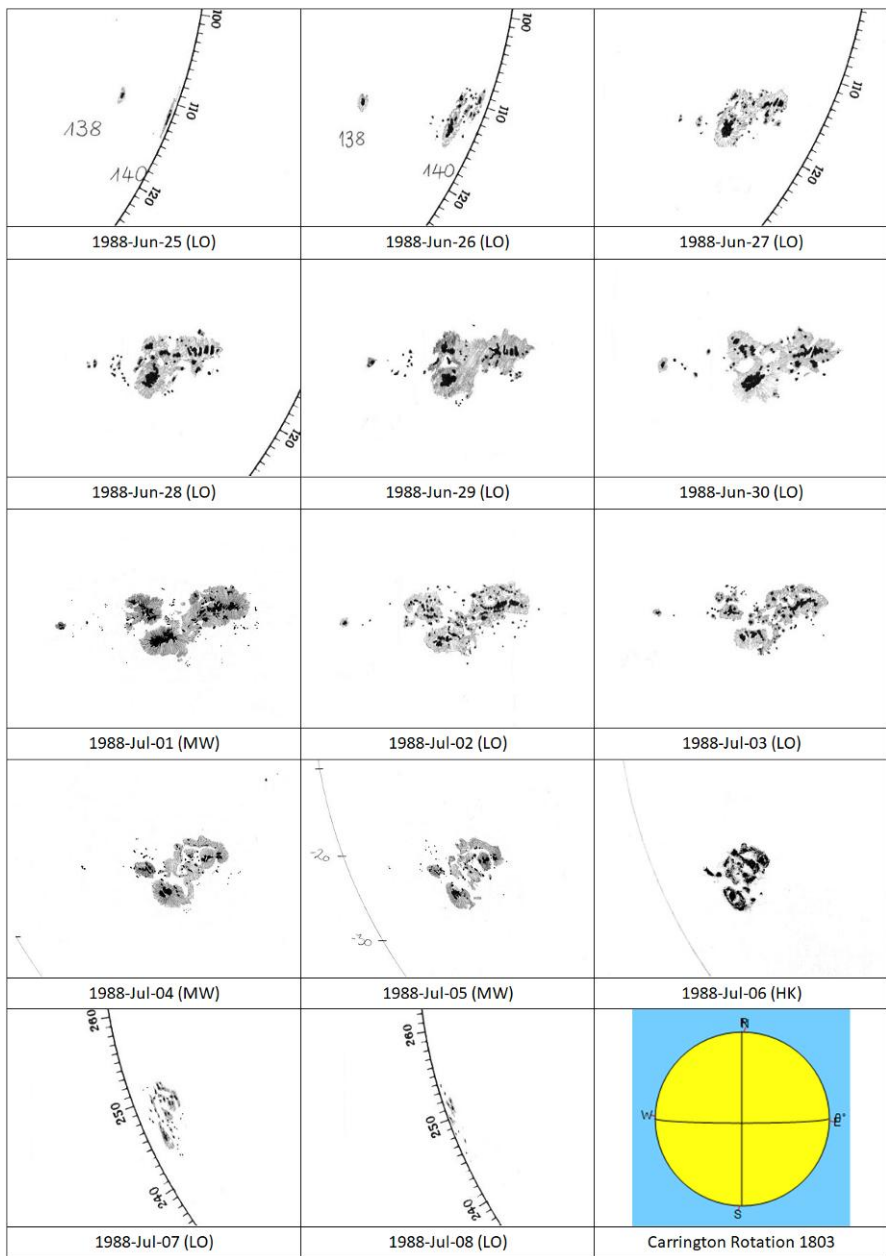 100
110
120
138
140
1988-Jun-25 (LO)
100
110
120
138
140
1988-Jun-26 (LO)
110
120
1988-Jun-27 (LO)
120
1988-Jun-28 (LO)
1988-Jun-29 (LO)
1988-Jun-30 (LO)
1988-Jul-01 (MW)
1988-Jul-02 (LO)
1988-Jul-03 (LO)
1988-Jul-04 (MW)
-20
-30
1988-Jul-05 (MW)
1988-Jul-06 (HK)
260
250
240
1988-Jul-07 (LO)
260
250
240
1988-Jul-08 (LO)
W
S
Carrington Rotation 1803